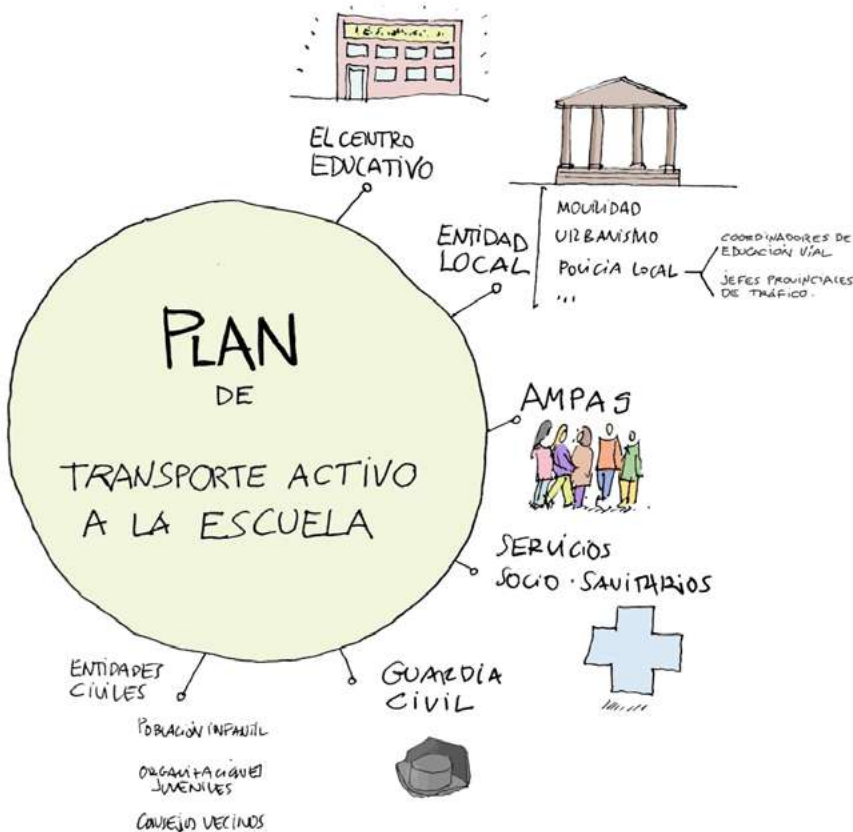 EL CENTRO
EDUCATIVO
ENTIDAD
LOCAL
MOVILIDAD
URBANISMO
POLICIA LOCAL
...
COORDINADORES DE
EDUCACIÓN VÍAL
JEFES PROVINCIALES
DE TRÁFICO.
PLAN
DE
TRANSPORTE ACTIVO
A LA ESCUELA
AMPAS
SERVICIOS
SOCIO-SANITARIOS
GUARDIA
CIVIL
ENTIDADES
CIVILES
POBLACIÓN INFANTIL
ORGANIZACIONES
JUVENILES
CONSEJOS VECINOS